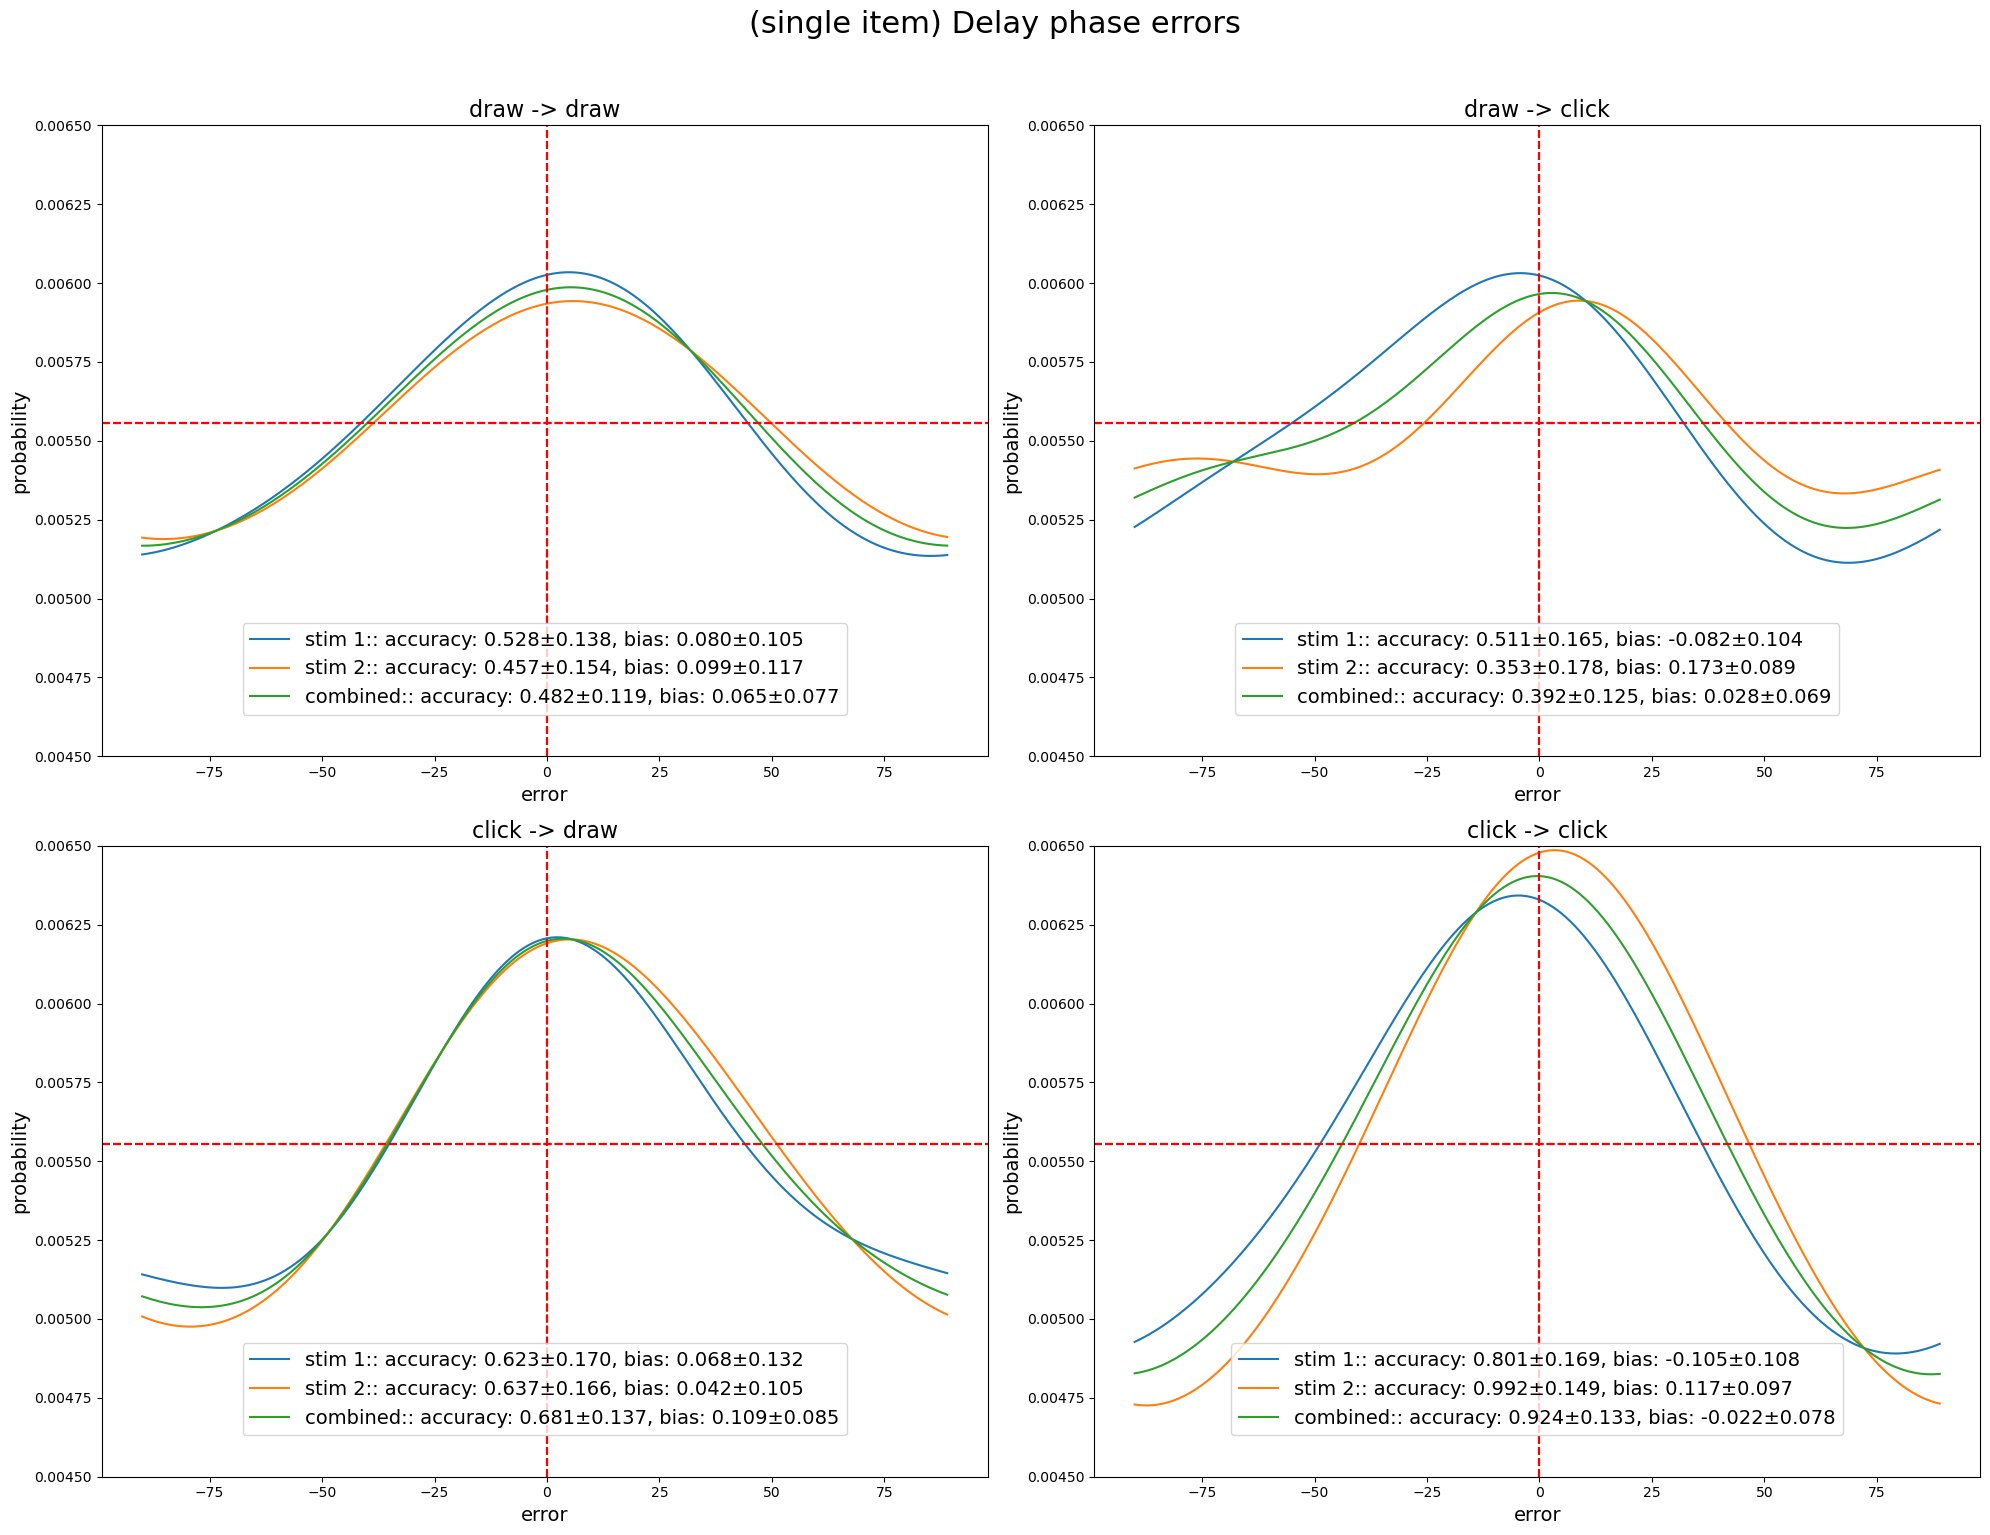 (single item) Delay phase errors
draw -> draw
0.00650
0.00625
0.00600
0.00575
0.00550
0.00525
0.00500
0.00475
0.00450
probability
stim 1:: accuracy: 0.528±0.138, bias: 0.080±0.105
stim 2:: accuracy: 0.457±0.154, bias: 0.099±0.117
combined:: accuracy: 0.482±0.119, bias: 0.065±0.077
−75 −50 −25 0 25 50 75
error
draw -> click
0.00650
0.00625
0.00600
0.00575
0.00550
0.00525
0.00500
0.00475
0.00450
probability
stim 1:: accuracy: 0.511±0.165, bias: -0.082±0.104
stim 2:: accuracy: 0.353±0.178, bias: 0.173±0.089
combined:: accuracy: 0.392±0.125, bias: 0.028±0.069
−75 −50 −25 0 25 50 75
error
click -> draw
0.00650
0.00625
0.00600
0.00575
0.00550
0.00525
0.00500
0.00475
0.00450
probability
stim 1:: accuracy: 0.623±0.170, bias: 0.068±0.132
stim 2:: accuracy: 0.637±0.166, bias: 0.042±0.105
combined:: accuracy: 0.681±0.137, bias: 0.109±0.085
−75 −50 −25 0 25 50 75
error
click -> click
0.00650
0.00625
0.00600
0.00575
0.00550
0.00525
0.00500
0.00475
0.00450
probability
stim 1:: accuracy: 0.801±0.169, bias: -0.105±0.108
stim 2:: accuracy: 0.992±0.149, bias: 0.117±0.097
combined:: accuracy: 0.924±0.133, bias: -0.022±0.078
−75 −50 −25 0 25 50 75
error